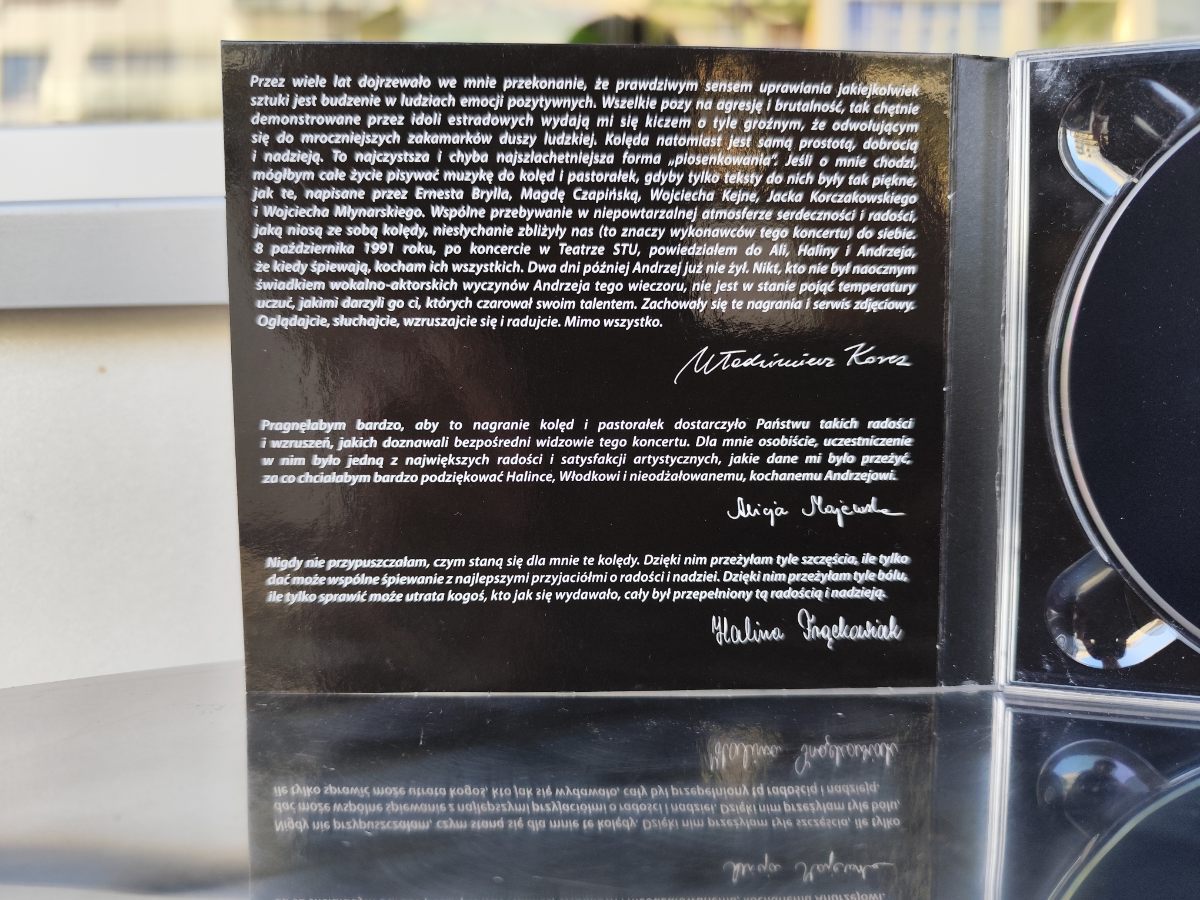 Przez wiele lat dojrzewało we mnie przekonanie, że prawdziwym sensem uprawiania jakiejkolwiek
sztuki jest budzenie w ludziach emocji pozytywnych. Wszelkie pozy na agresję i brutalność, tak chętnie
demonstrowane przez idoli estradowych wydają mi się kiczem o tyle groźnym, że odwołującym
się do mroczniejszych zakamarków duszy ludzkiej. Kolęda natomiast jest samą prostotą, dobrocią
i nadzieją. To najczystsza i chyba najszlachetniejsza forma „piosenkowania”. Jeśli o mnie chodzi,
mógłbym całe życie pisywać muzykę do kolęd i pastorałek, gdyby tylko teksty do nich były tak piękne,
jak te, napisane przez Ernesta Brylla, Magdę Czapińską, Wojciecha Kejne, Jacka Korczakowskiego
i Wojciecha Młynarskiego. Wspólne przebywanie w niepowtarzalnej atmosferze serdeczności i radości,
jaką niosą ze sobą kolędy, niesłychanie zbliżyły nas (to znaczy wykonawców tego koncertu) do siebie.
8 października 1991 roku, po koncercie w Teatrze STU, powiedziałem do Ali, Haliny i Andrzeja,
że kiedy śpiewają, kocham ich wszystkich. Dwa dni później Andrzej już nie żył. Nikt, kto nie był naocznym
świadkiem wokalno-aktorskich wyczynów Andrzeja tego wieczoru, nie jest w stanie pojąć temperatury
uczuć, jakimi darzyli go ci, których czarował swoim talentem. Zachowały się te nagrania i serwis zdjęciowy.
Oglądajcie, słuchajcie, wzruszajcie się i radujcie. Mimo wszystko.
Włodzimierz Korcz
Pragnęłabym bardzo, aby to nagranie kolęd i pastorałek dostarczyło Państwu takich radości
i wzruszeń, jakich doznawali bezpośredni widzowie tego koncertu. Dla mnie osobiście, uczestniczenie
w nim było jedną z największych radości i satysfakcji artystycznych, jakie dane mi było przeżyć,
za co chciałabym bardzo podziękować Halince, Włodkowi i nieodżałowanemu, kochanemu Andrzejowi.
Alicja Majewska
Nigdy nie przypuszczałam, czym staną się dla mnie te kolędy. Dzięki nim przeżyłam tyle szczęścia, ile tylko
dać może wspólne śpiewanie z najlepszymi przyjaciółmi o radości i nadziei. Dzięki nim przeżyłam tyle bólu,
ile tylko sprawić może utrata kogoś, kto jak się wydawało, cały był przepełniony tą radością i nadzieją.
Halina Frąckowiak